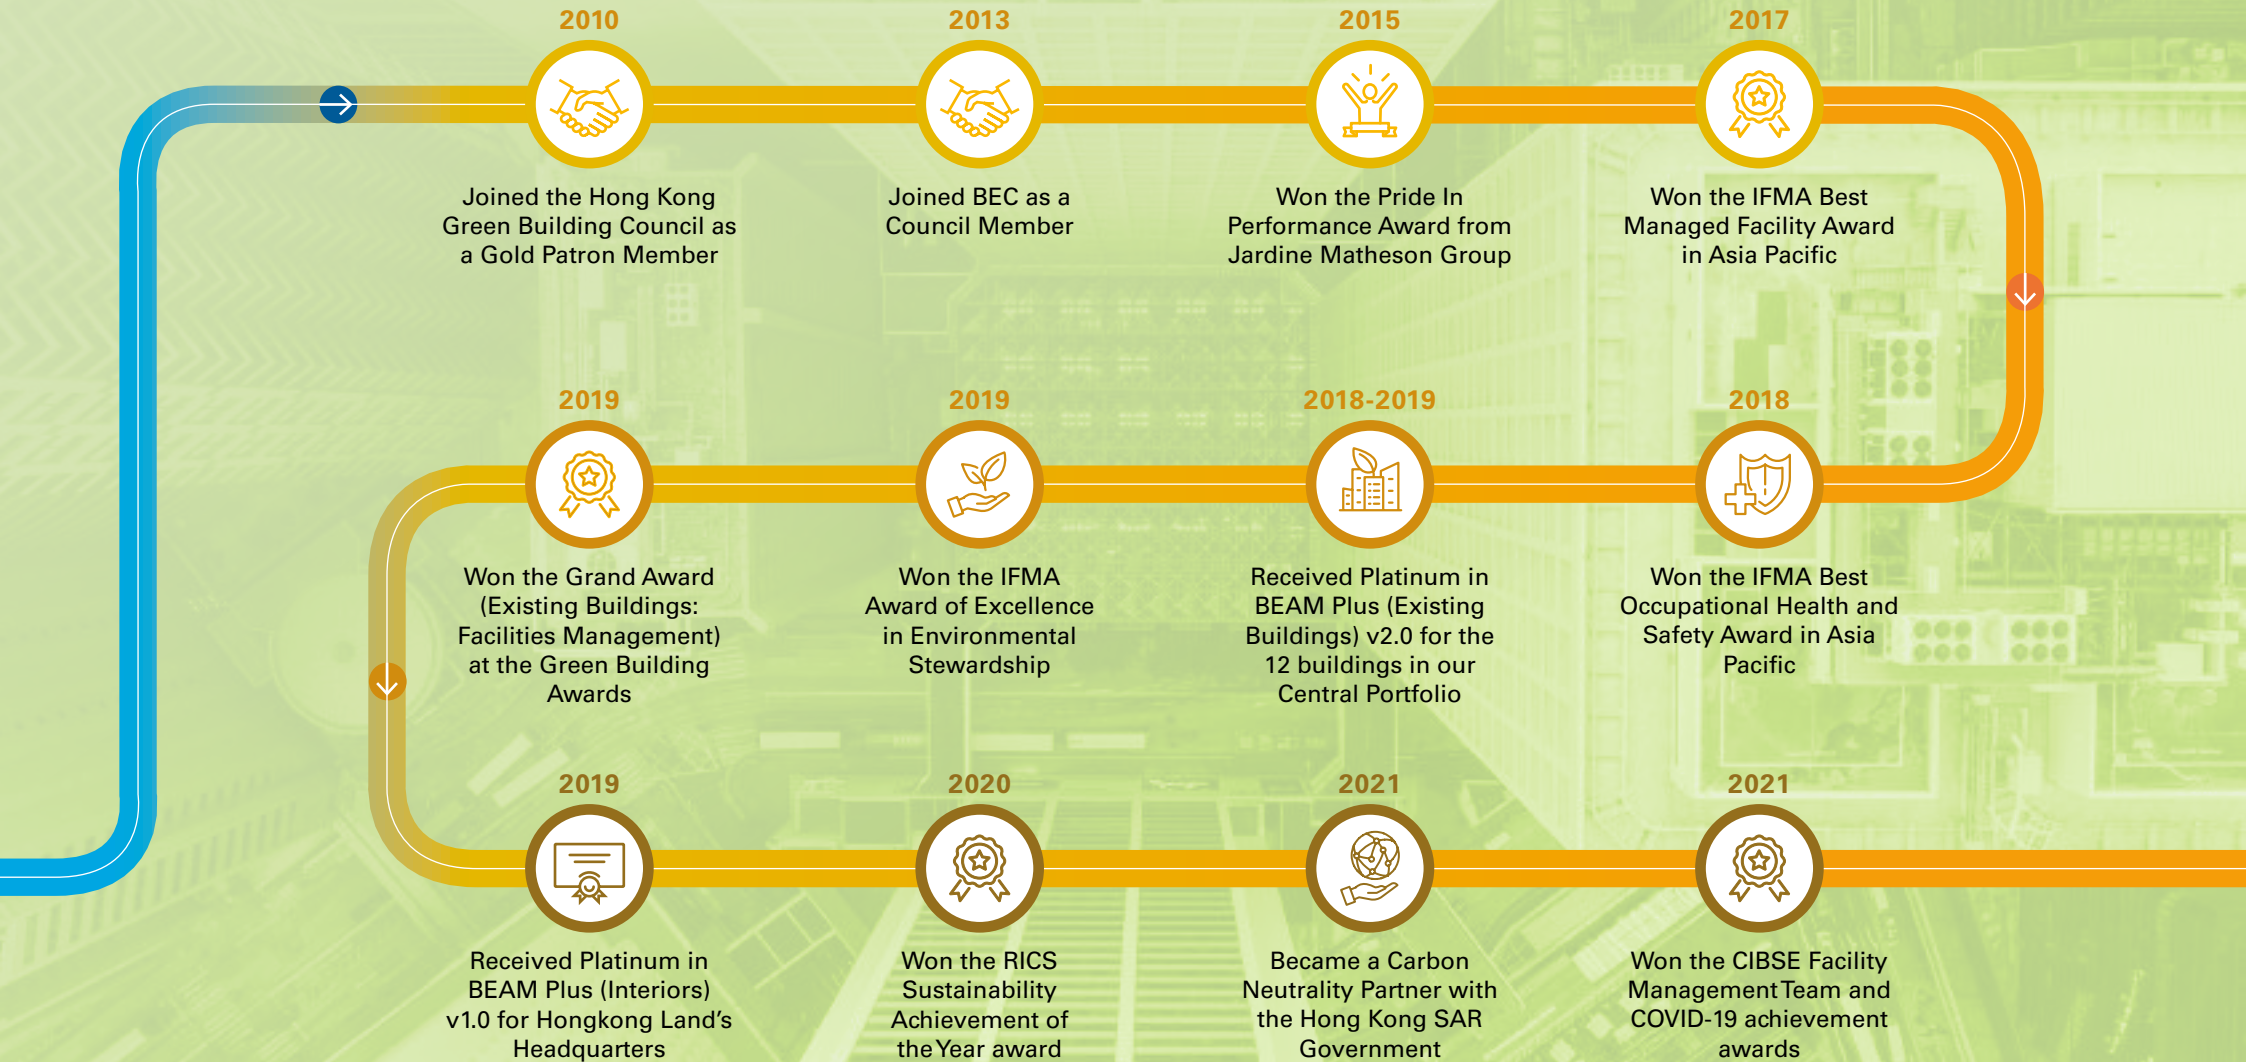 2010
Joined the Hong Kong
Green Building Council as
a Gold Patron Member
2013
Joined BEC as a
Council Member
2015
Won the Pride In
Performance Award from
Jardine Matheson Group
2017
Won the IFMA Best
Managed Facility Award
in Asia Pacific
2018
Won the IFMA Best
Occupational Health and
Safety Award in Asia
Pacific
2018-2019
Received Platinum in
BEAM Plus (Existing
Buildings) v2.0 for the
12 buildings in our
Central Portfolio
2019
Won the IFMA
Award of Excellence
in Environmental
Stewardship
2019
Won the Grand Award
(Existing Buildings:
Facilities Management)
at the Green Building
Awards
2019
Received Platinum in
BEAM Plus (Interiors)
v1.0 for Hongkong Land’s
Headquarters
2020
Won the RICS
Sustainability
Achievement of
the Year award
2021
Became a Carbon
Neutrality Partner with
the Hong Kong SAR
Government
2021
Won the CIBSE Facility
Management Team and
COVID-19 achievement
awards